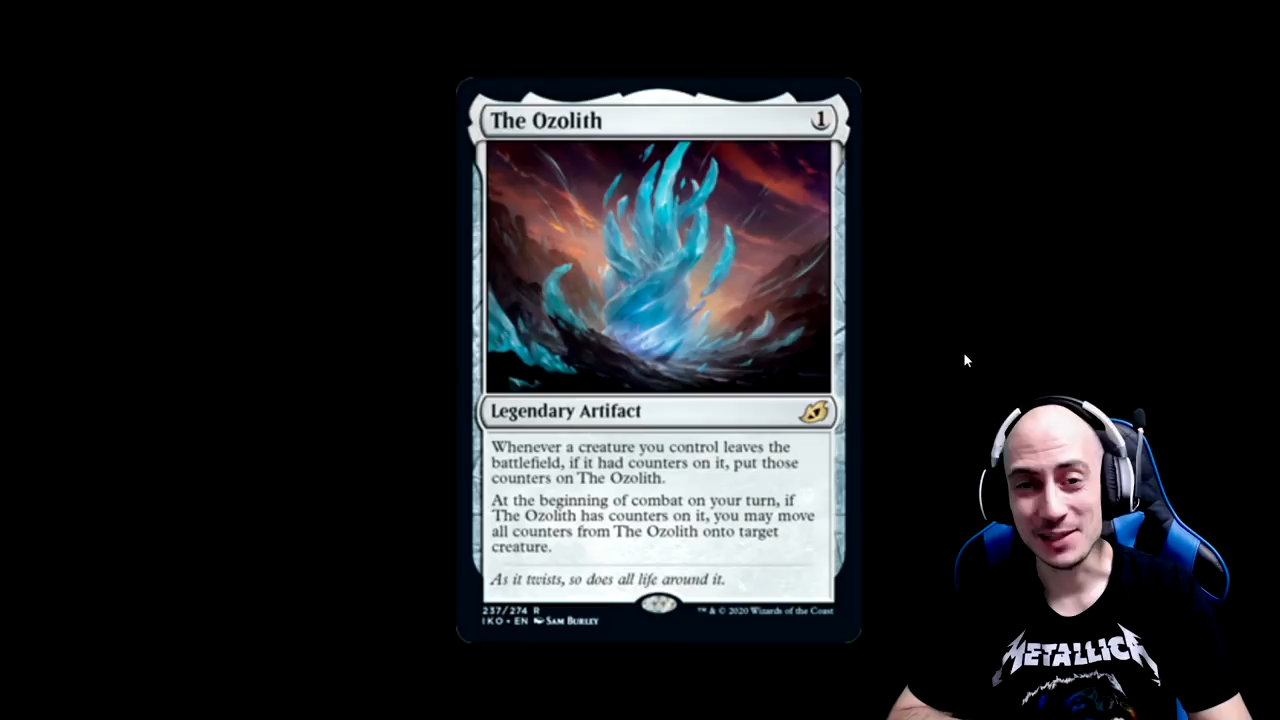 The Ozolith 1
Legendary Artifact
Whenever a creature you control leaves the
battlefield, if it had counters on it, put those
counters on The Ozolith.
At the beginning of combat on your turn, if
The Ozolith has counters on it, you may move
all counters from The Ozolith onto target
creature.
As it twists, so does all life around it.
237/274 R
IKO • EN Sam Burley
™ & © 2020 Wizards of the Coast
METALLICA